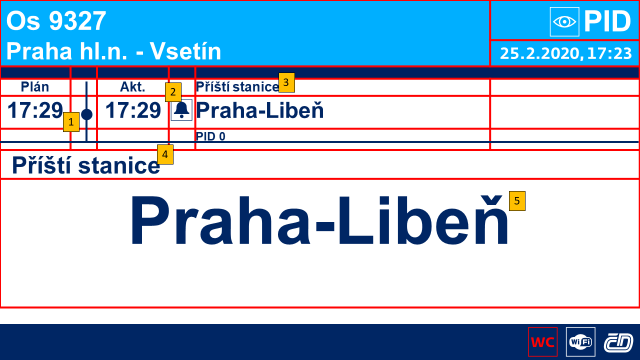 Os 9327
PID
Praha hl.n. - Vsetín
25.2.2020, 17:23
Plán
Akt.
2
Příští stanice
3
17:29
1
17:29
Praha-Libeň
PID 0
Příští stanice
4
Praha-Libeň
5
WC
WiFi
ČD